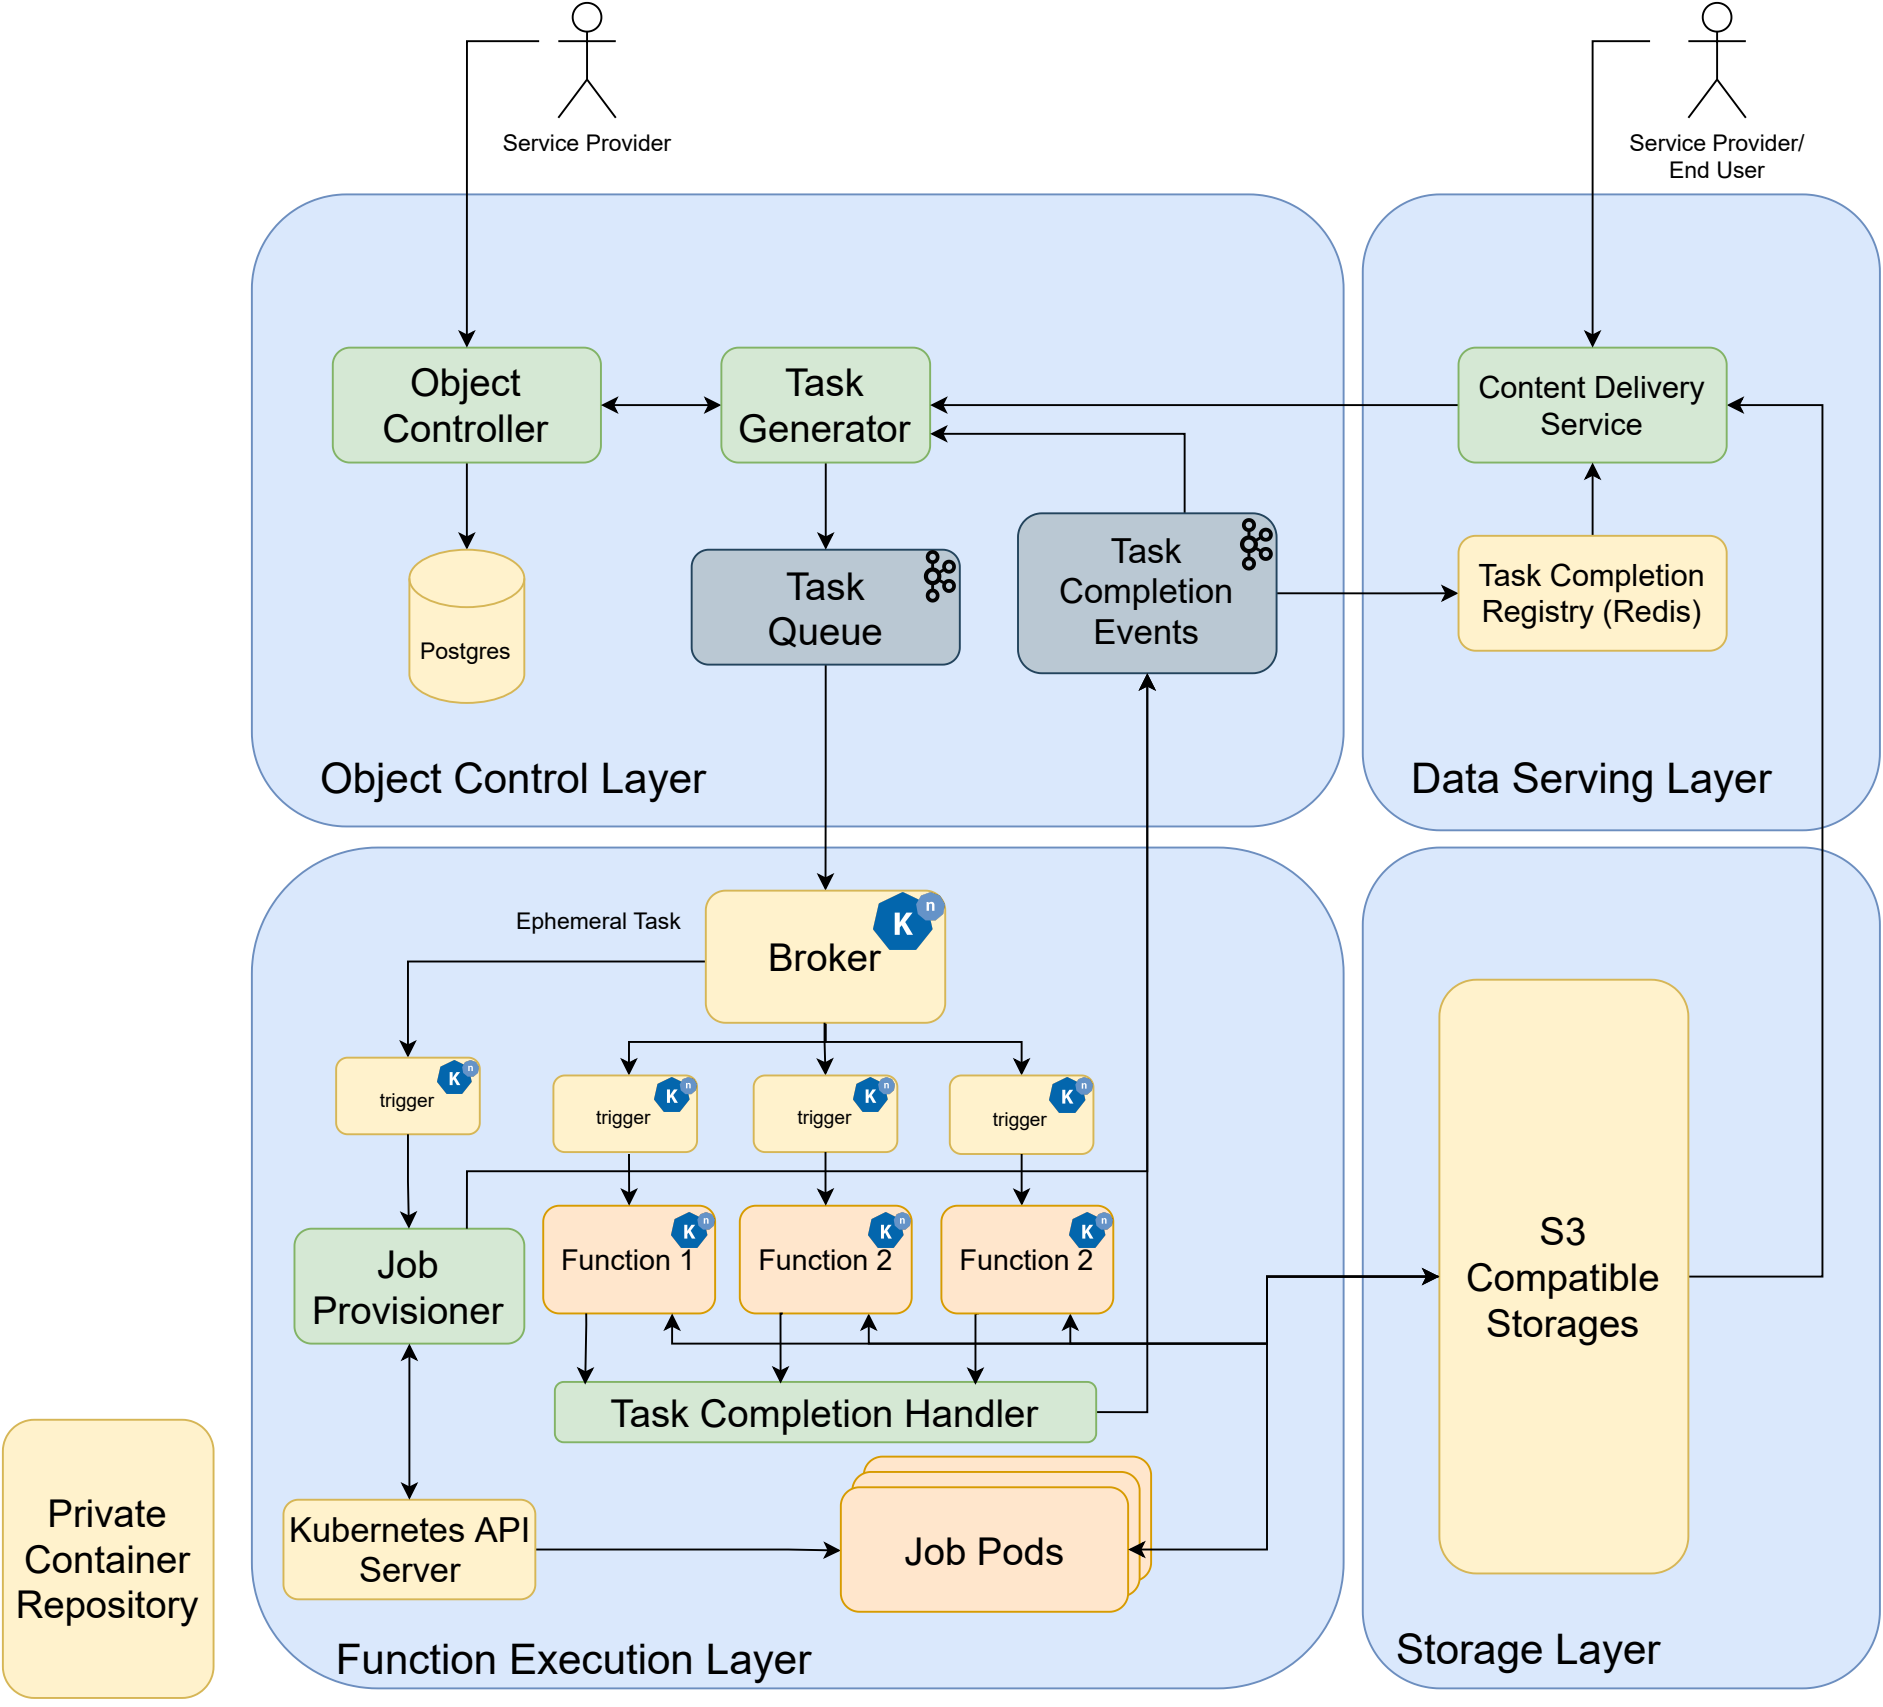 Service Provider
Service Provider/
End User
Object
Controller
Task
Generator
Content Delivery
Service
Postgres
Task
Queue
Task
Completion
Events
Task Completion
Registry (Redis)
Object Control Layer
Data Serving Layer
Ephemeral Task
Broker
K
n
trigger
K
n
trigger
K
n
trigger
K
n
trigger
K
n
Job
Provisioner
Function 1
K
n
Function 2
K
n
Function 2
K
n
S3
Compatible
Storages
Task Completion Handler
Private
Container
Repository
Kubernetes API
Server
Job Pods
Function Execution Layer
Storage Layer